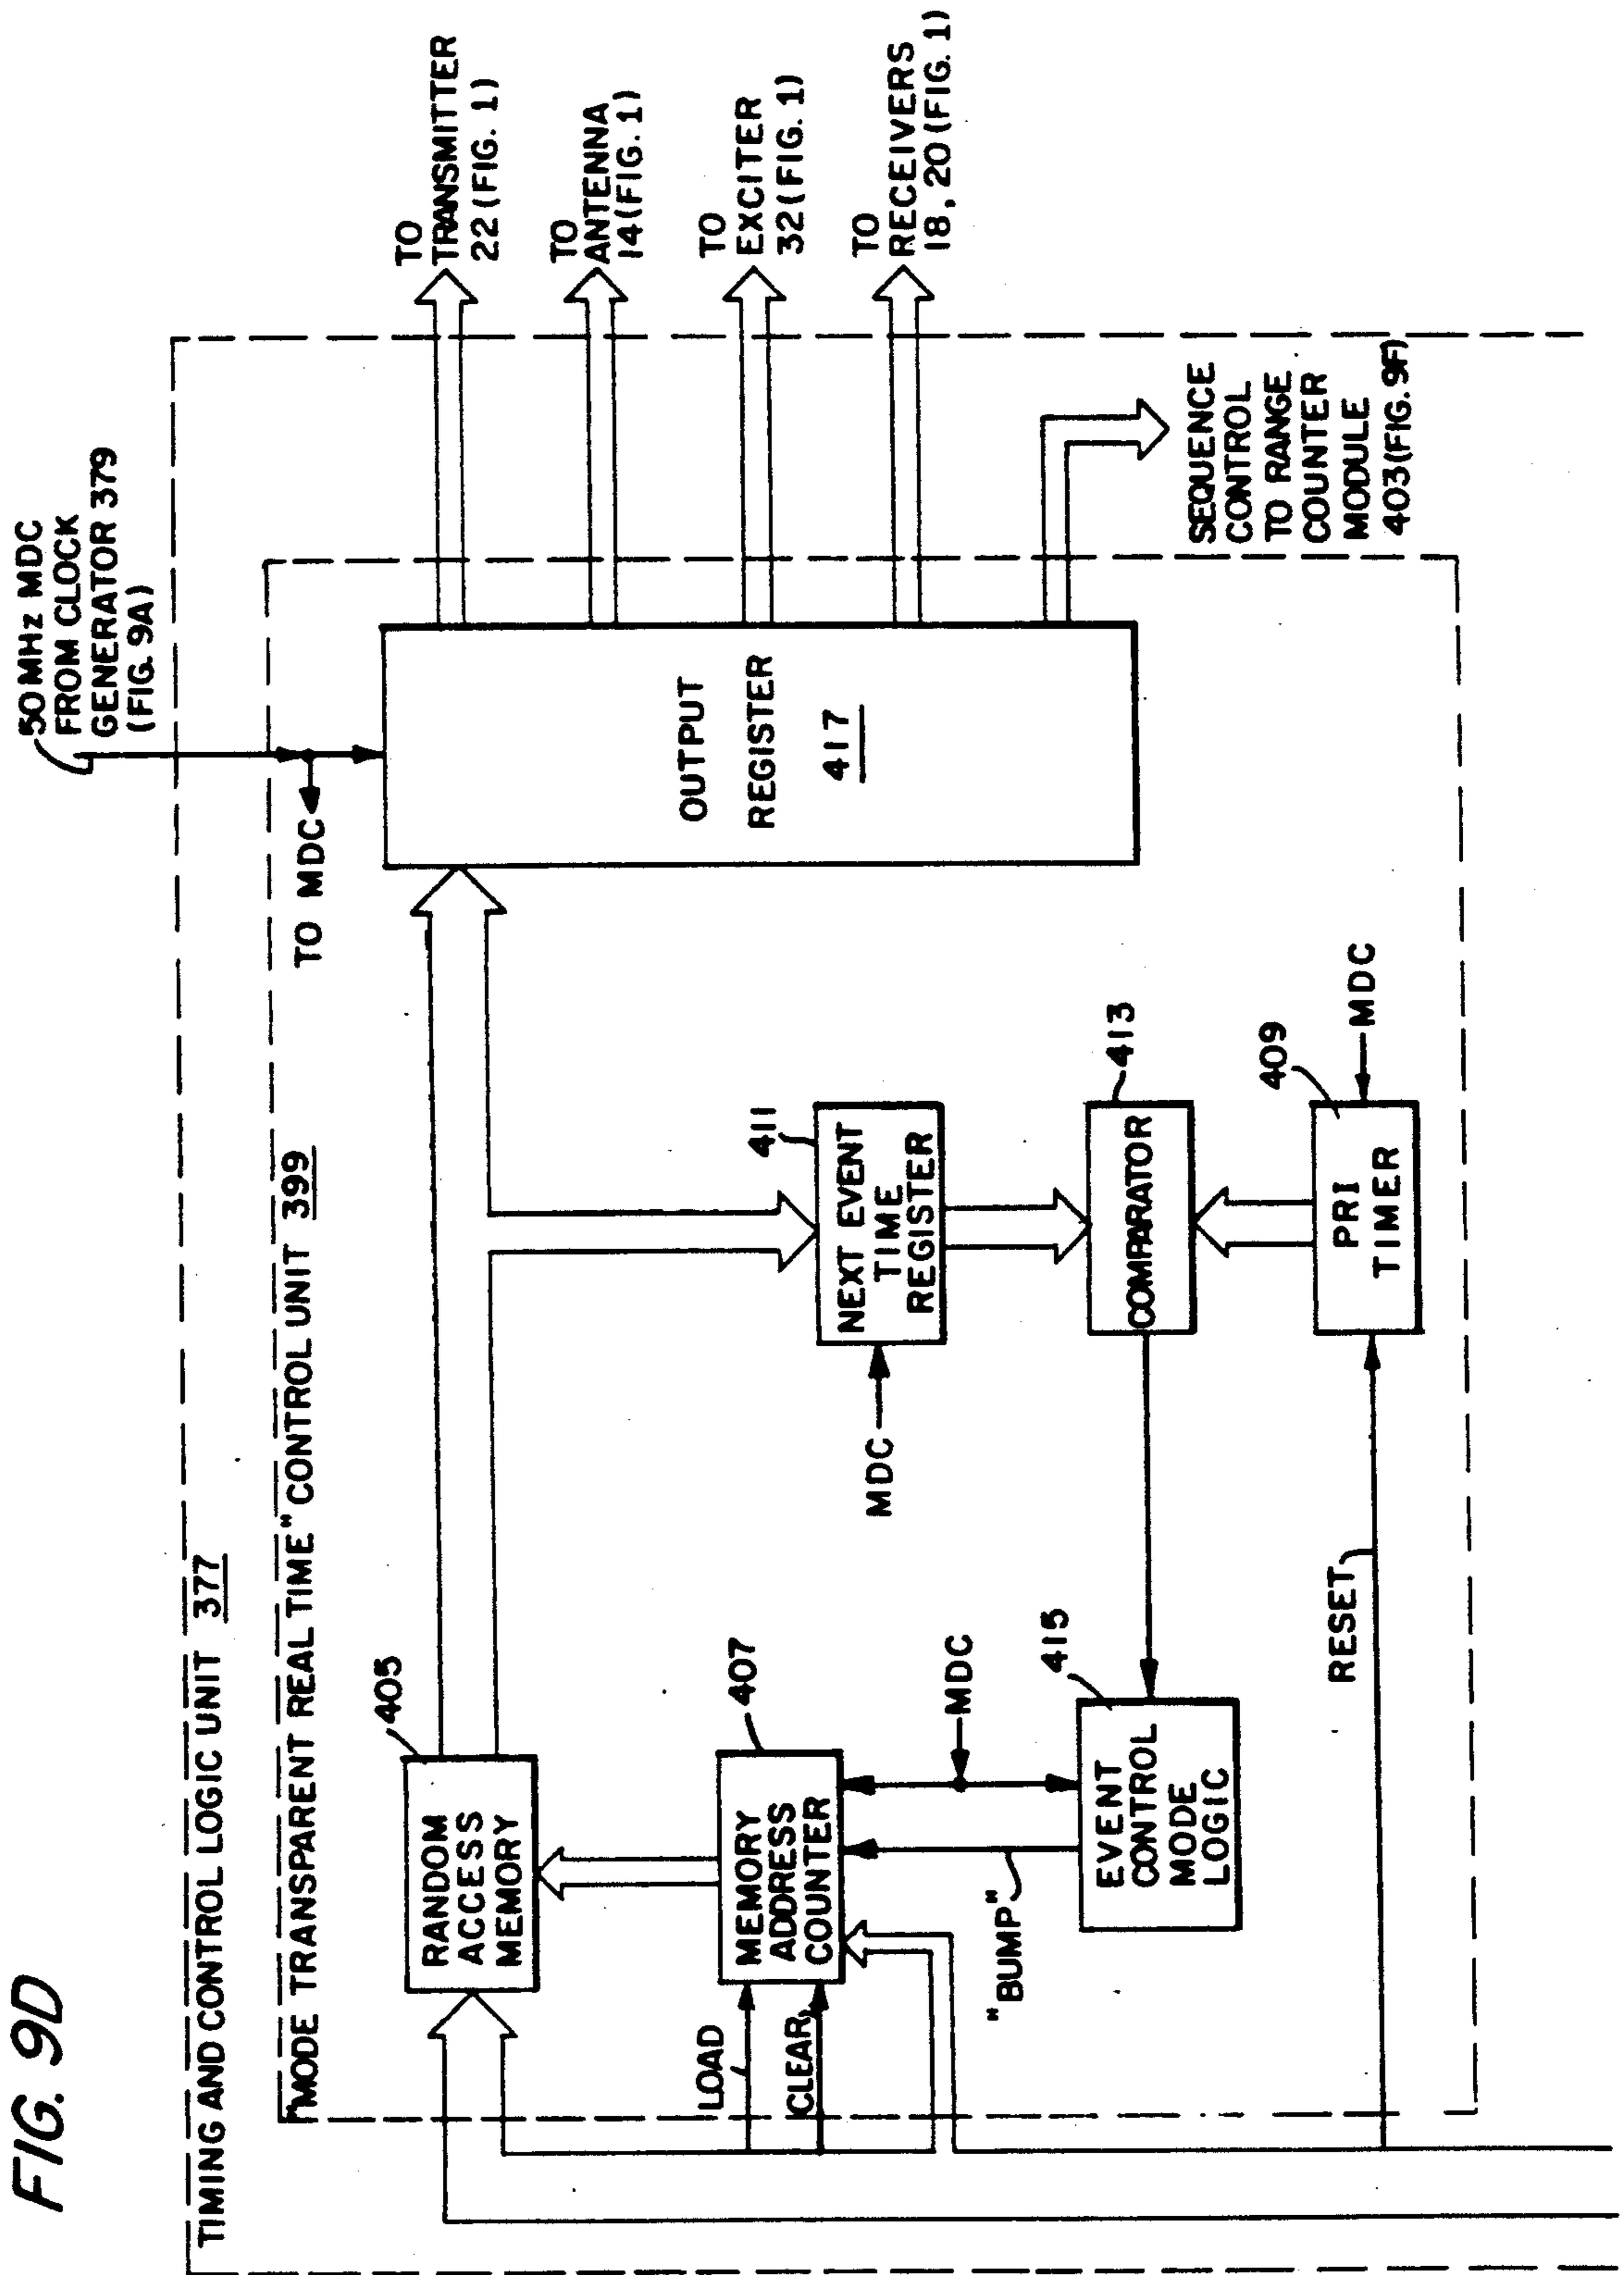 FIG. 9D
TIMING AND CONTROL LOGIC UNIT 377
"MODE TRANSPARENT REAL TIME" CONTROL UNIT 399
50 MHz MDC
FROM CLOCK
GENERATOR 379
(FIG. 9A)
TO MDC
405
RANDOM
ACCESS
MEMORY
OUTPUT
REGISTER
417
TO
TRANSMITTER
22 (FIG. 1)
TO
ANTENNA
14 (FIG. 1)
TO
EXCITER
32 (FIG. 1)
TO
RECEIVERS
18, 20 (FIG. 1)
SEQUENCE
CONTROL
TO RANGE
COUNTER
MODULE
403 (FIG. 9F)
LOAD
CLEAR
407
MEMORY
ADDRESS
COUNTER
411
NEXT EVENT
TIME
REGISTER
MDC
MDC
"BUMP"
415
EVENT
CONTROL
MODE
LOGIC
413
COMPARATOR
409
PRI
TIMER
MDC
RESET